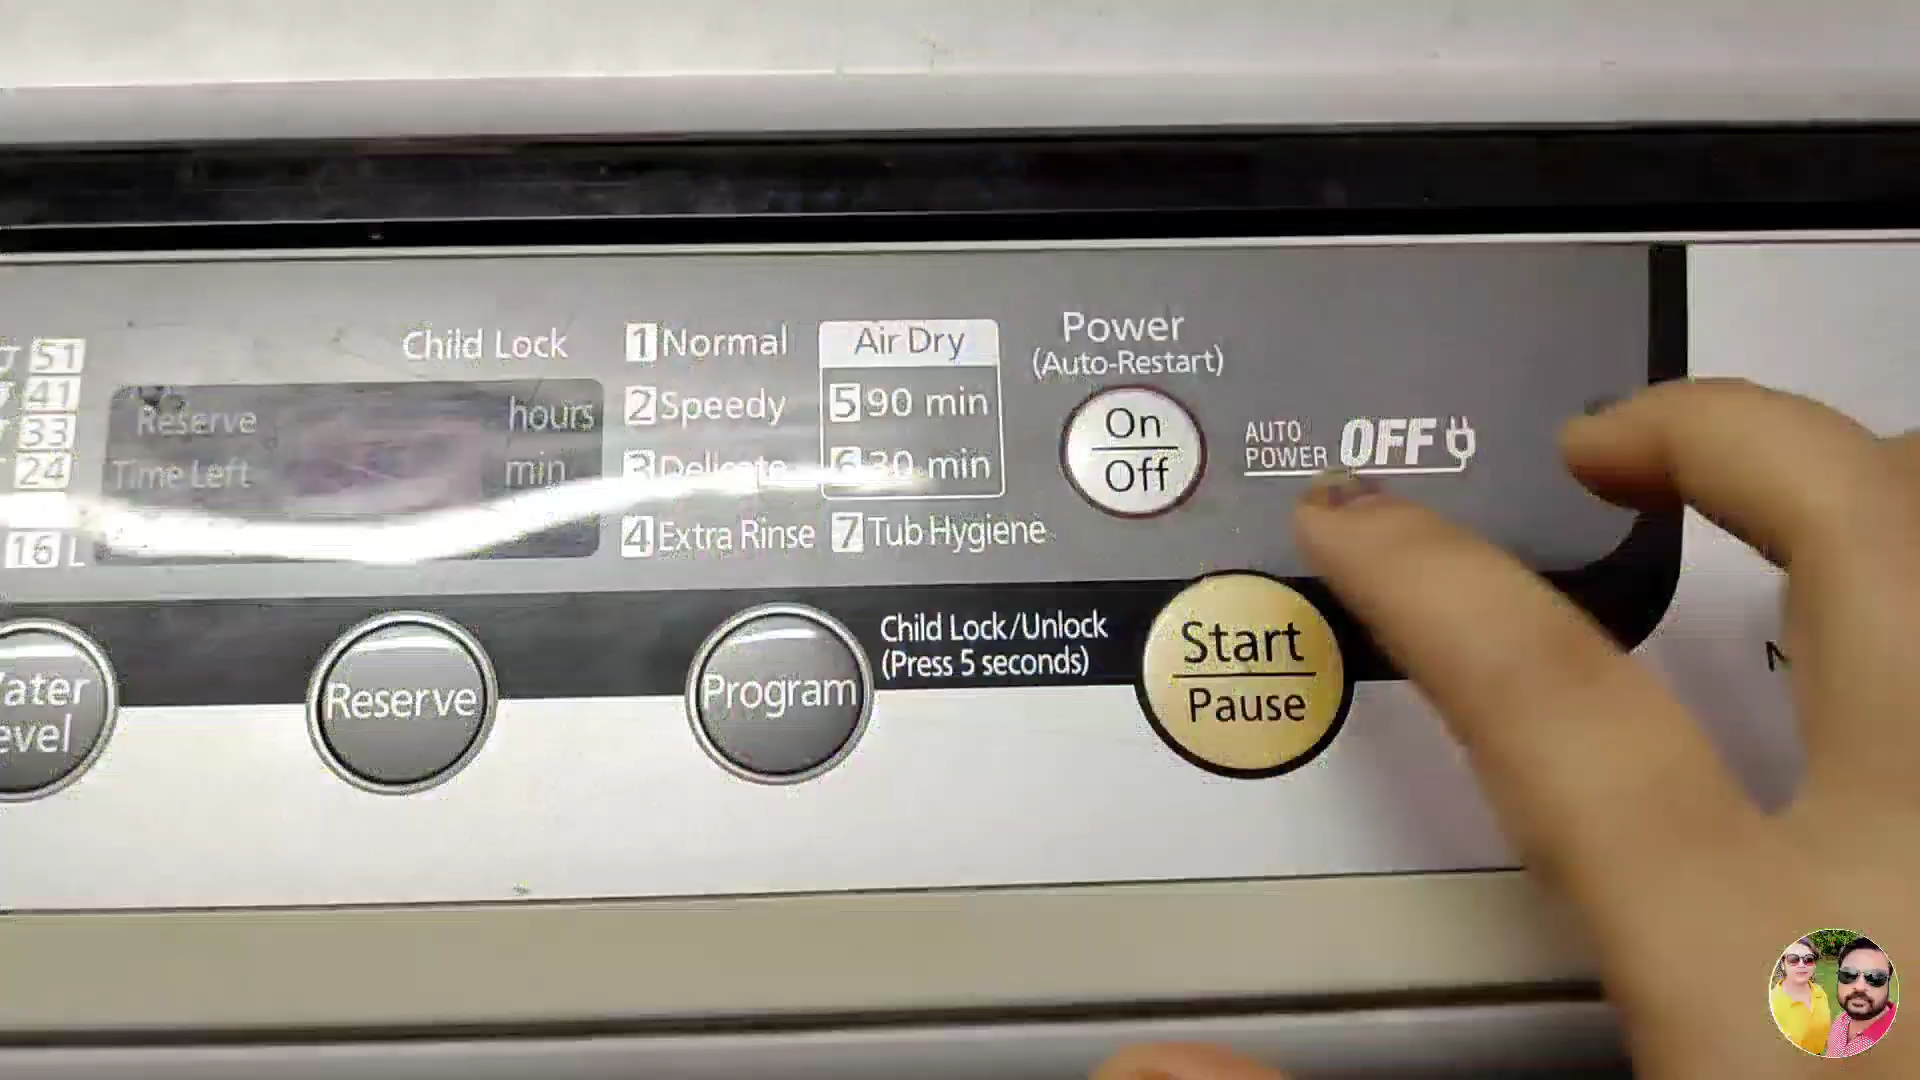 51
41
33
24
16 L
Child Lock
Reserve hours
Time Left min
1 Normal
2 Speedy
3 Delicate
4 Extra Rinse
Air Dry
5 90 min
6 30 min
7 Tub Hygiene
Power
(Auto-Restart)
On
Off
AUTO
POWER OFF
Reserve
Program
Child Lock/Unlock
(Press 5 seconds)
Start
Pause